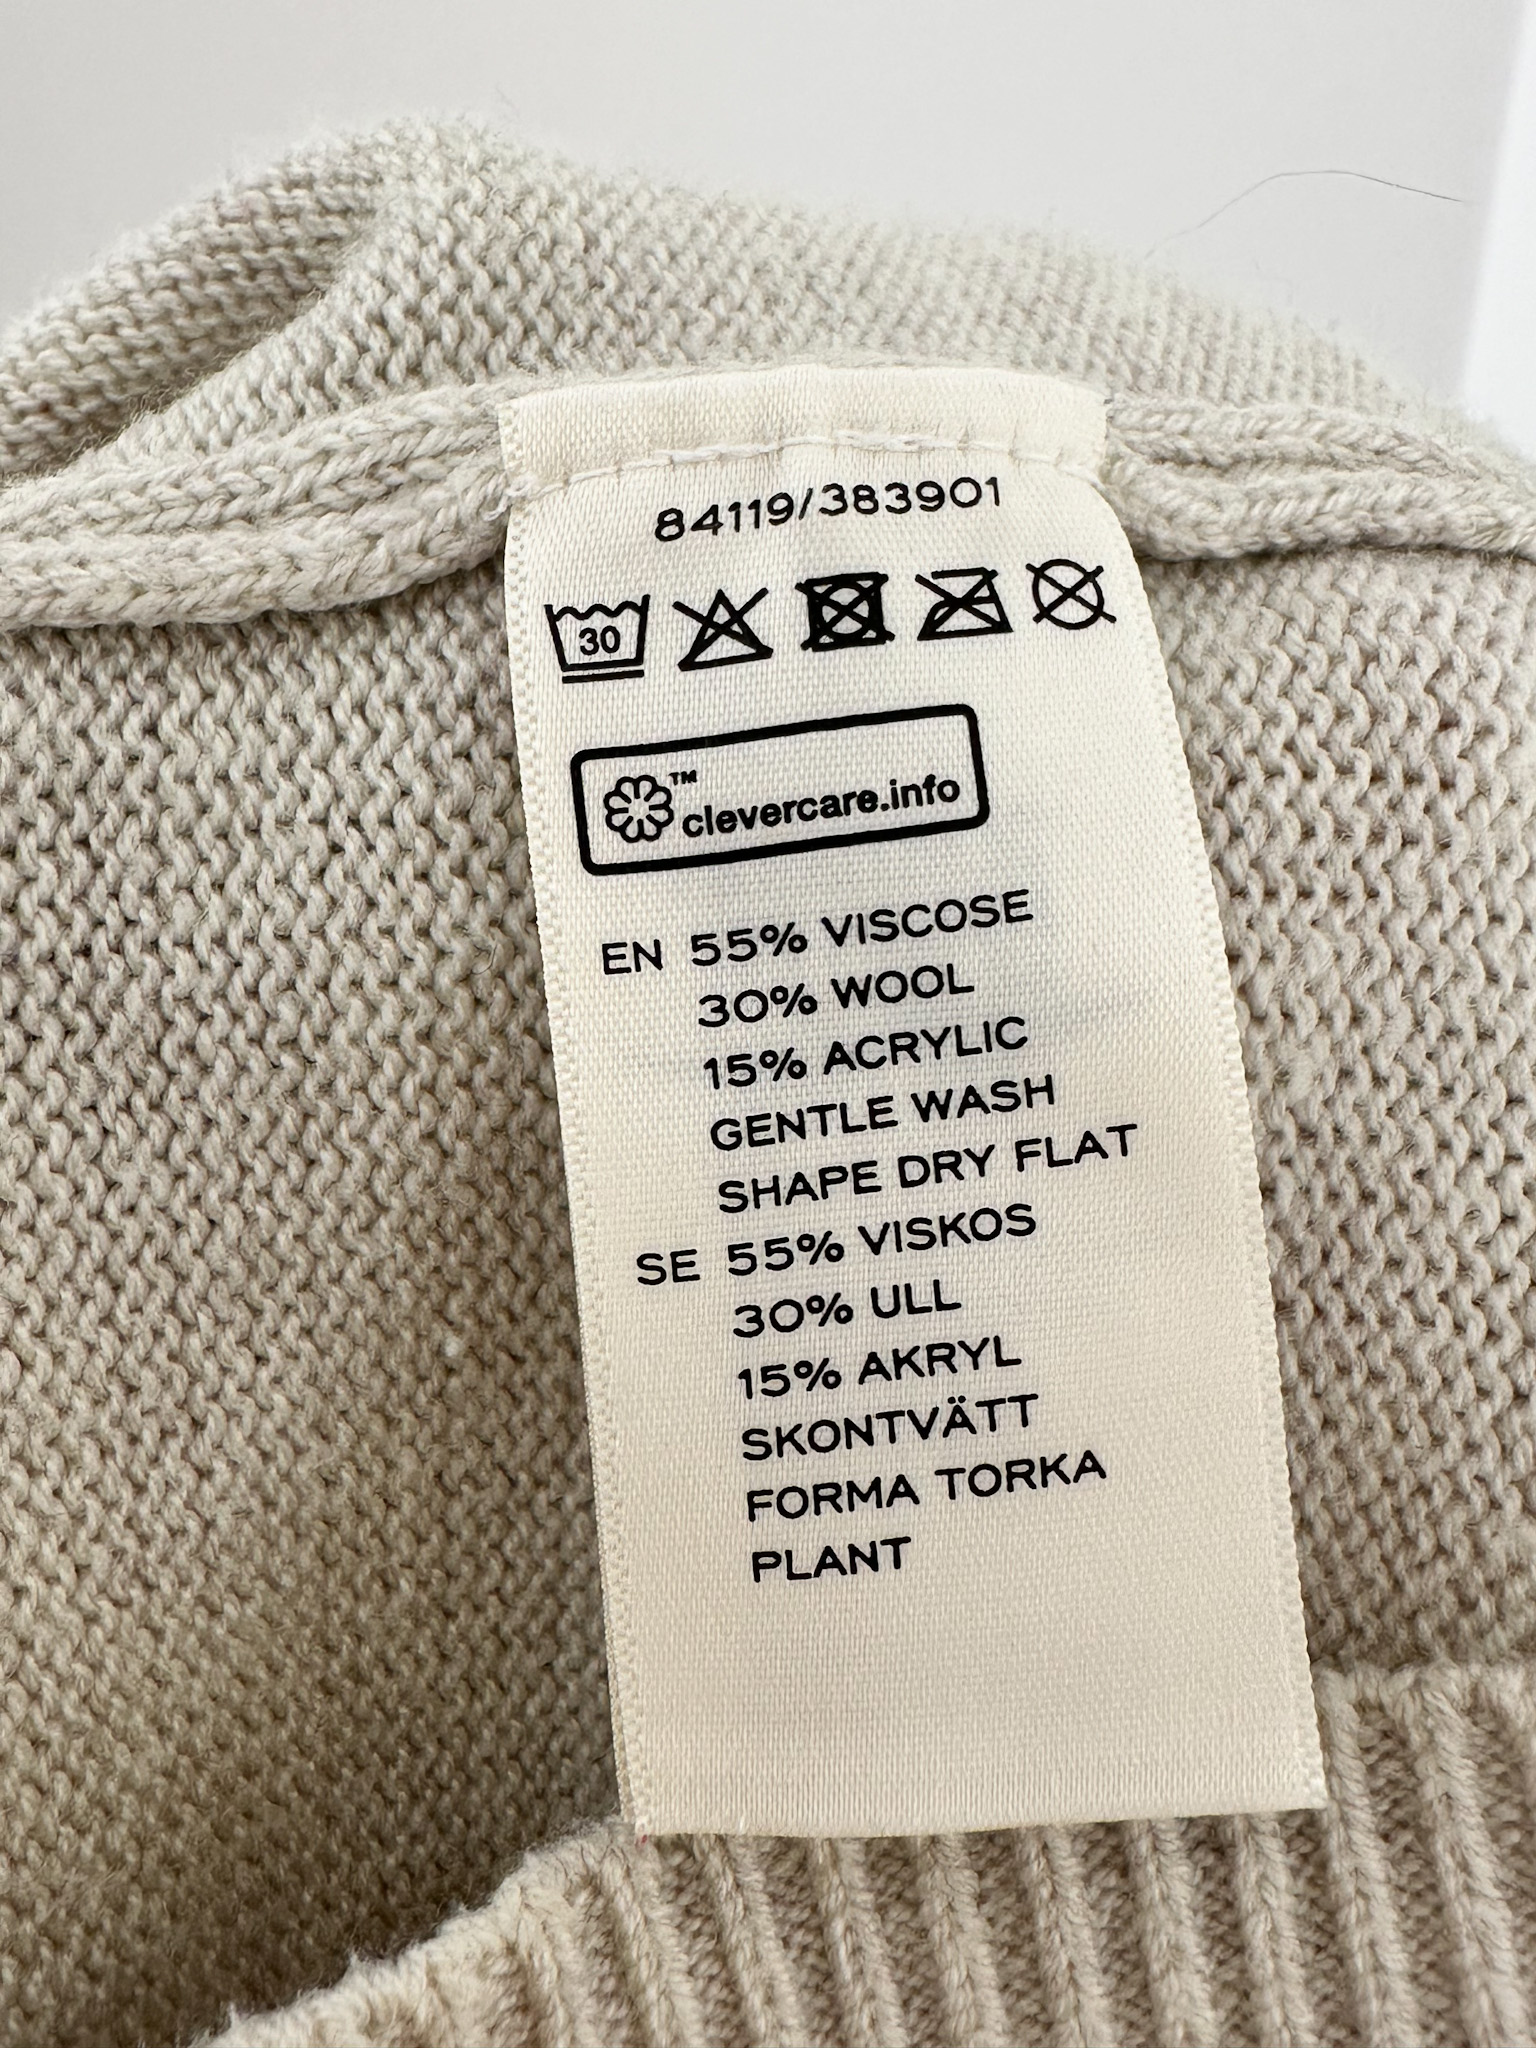 84119/383901
30
™
clevercare.info
EN 55% VISCOSE
30% WOOL
15% ACRYLIC
GENTLE WASH
SHAPE DRY FLAT
SE 55% VISKOS
30% ULL
15% AKRYL
SKONTVÄTT
FORMA TORKA
PLANT